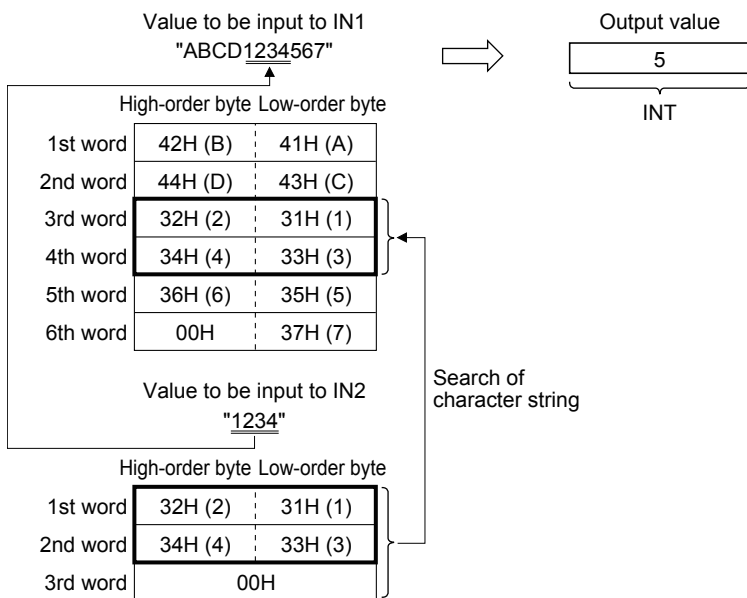 Value to be input to IN1
"ABCD1234567"
Output value
5
INT
High-order byte Low-order byte
1st word 42H (B) 41H (A)
2nd word 44H (D) 43H (C)
3rd word 32H (2) 31H (1)
4th word 34H (4) 33H (3)
5th word 36H (6) 35H (5)
6th word 00H 37H (7)
Search of
character string
Value to be input to IN2
"1234"
High-order byte Low-order byte
1st word 32H (2) 31H (1)
2nd word 34H (4) 33H (3)
3rd word 00H